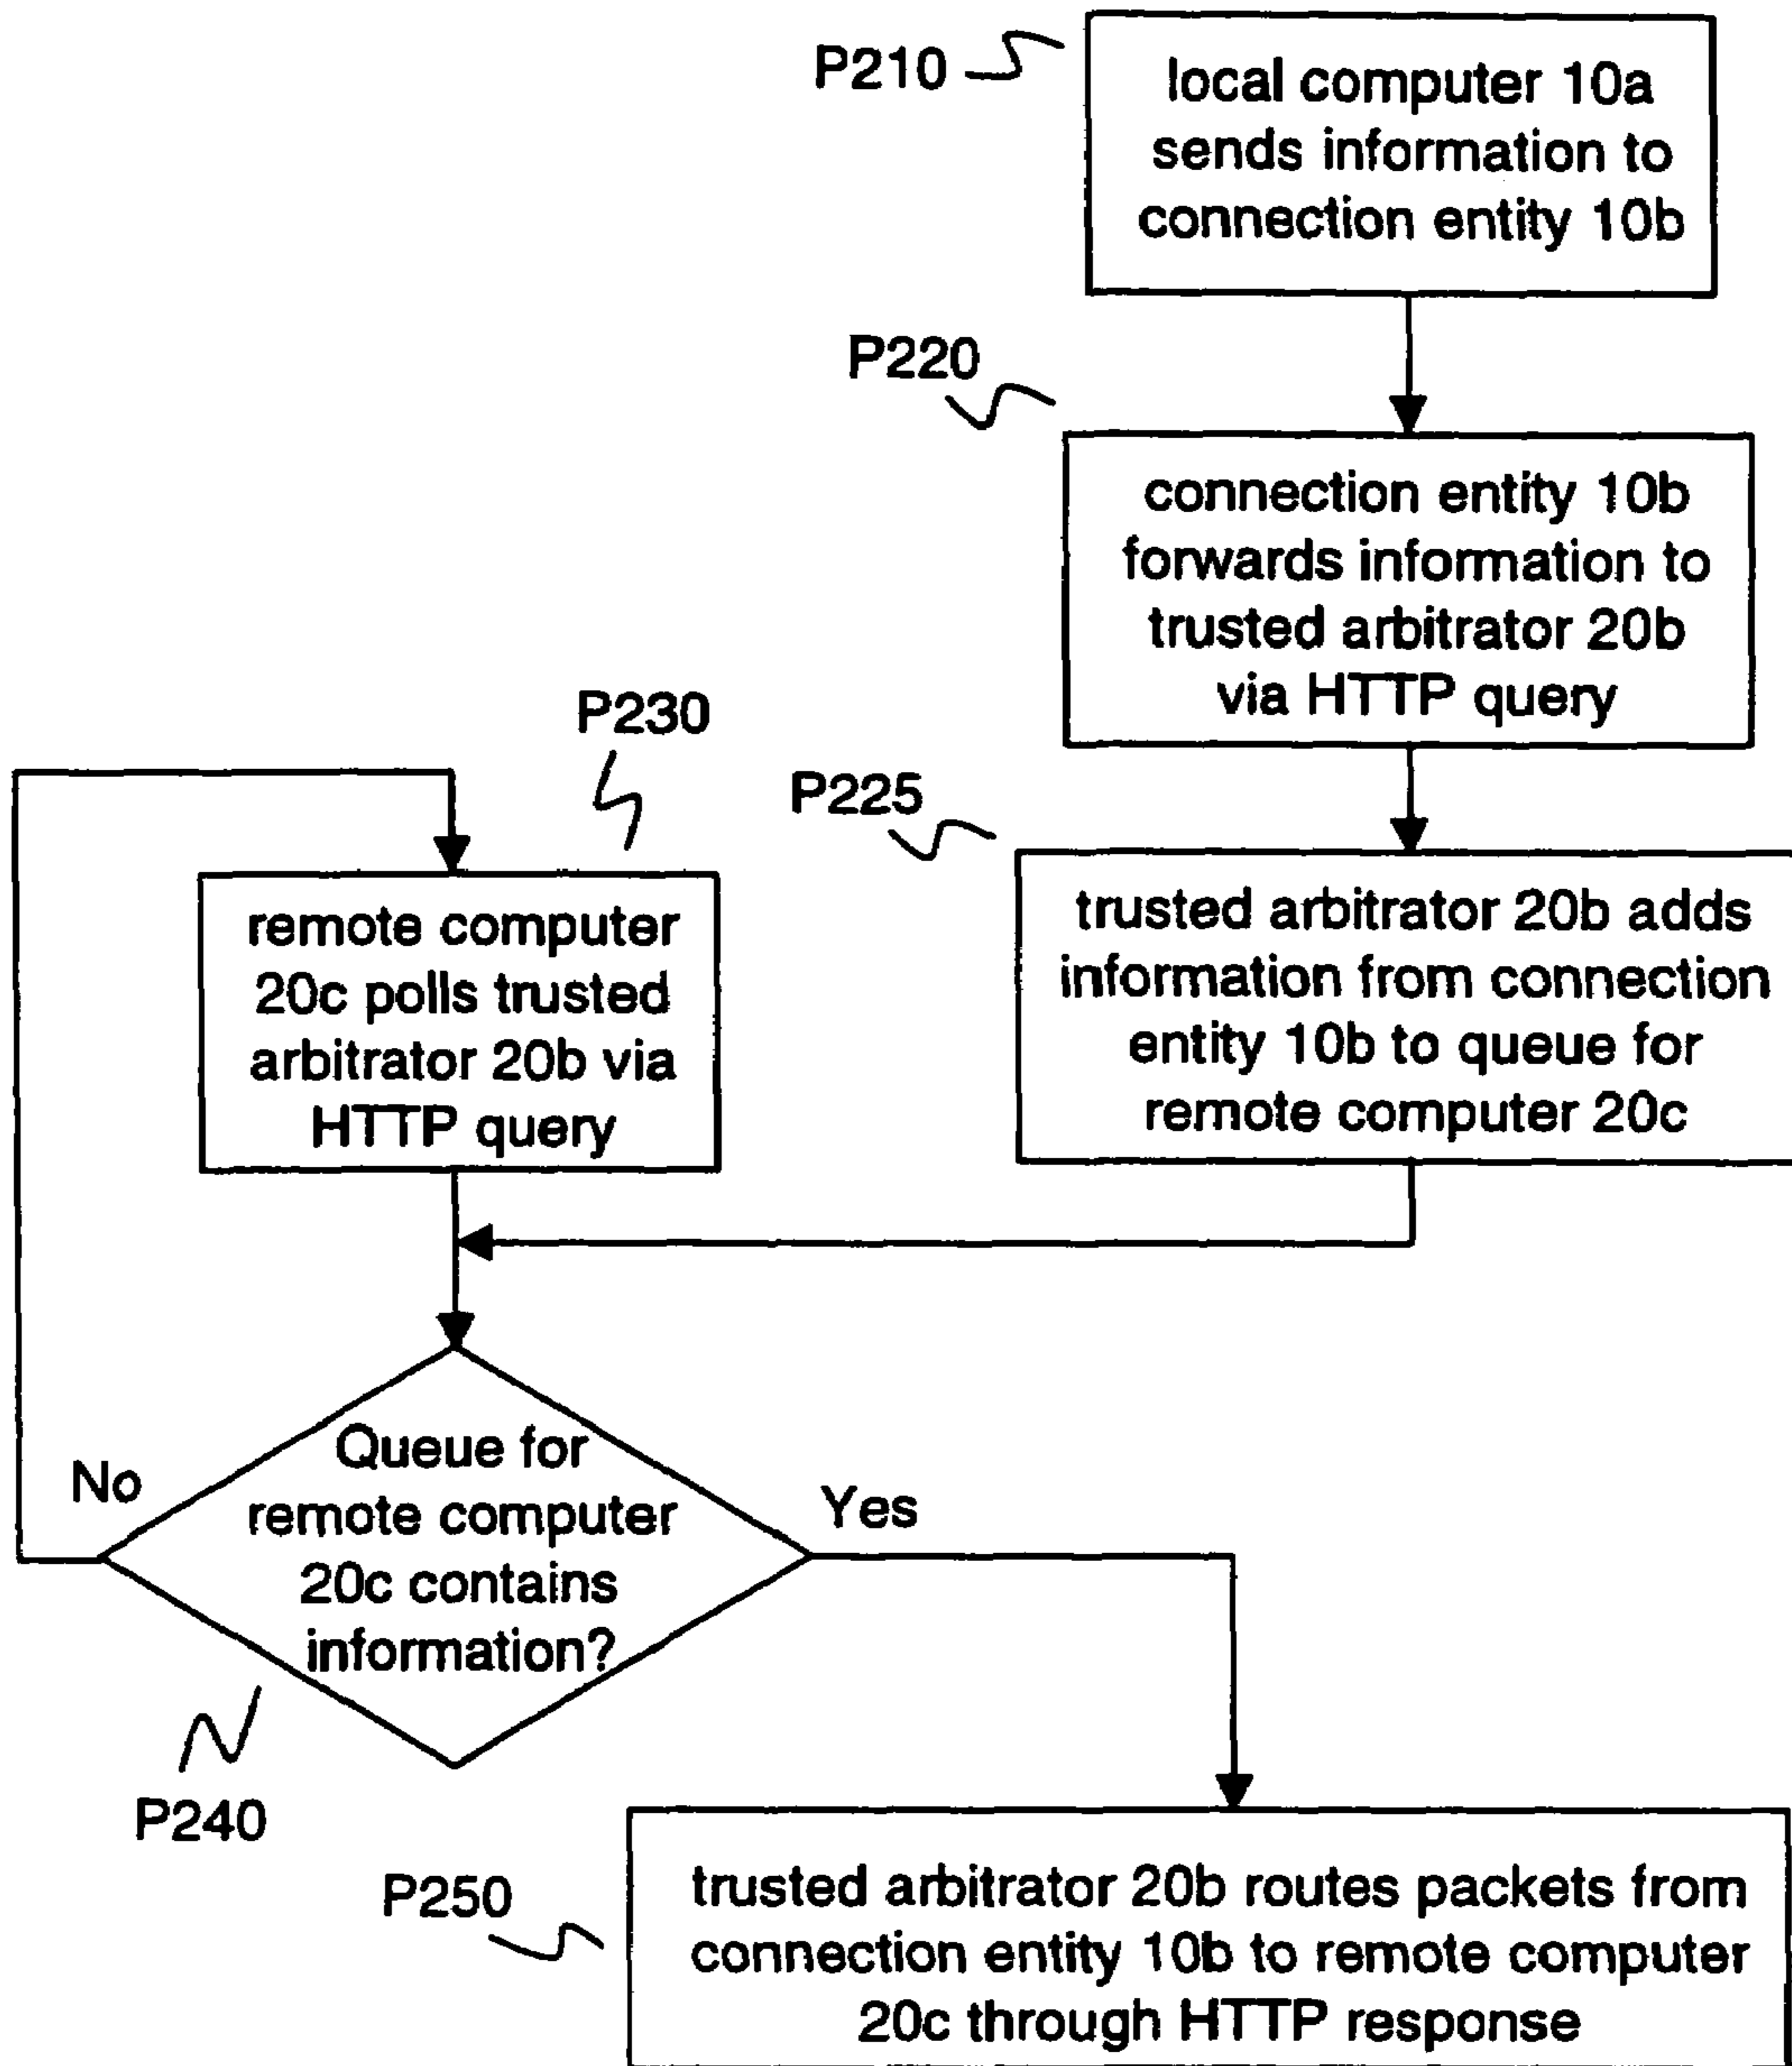 P210
local computer 10a
sends information to
connection entity 10b
P220
connection entity 10b
forwards information to
trusted arbitrator 20b
via HTTP query
P230
remote computer
20c polls trusted
arbitrator 20b via
HTTP query
P225
trusted arbitrator 20b adds
information from connection
entity 10b to queue for
remote computer 20c
No
Queue for
remote computer
20c contains
information?
Yes
P240
P250
trusted arbitrator 20b routes packets from
connection entity 10b to remote computer
20c through HTTP response